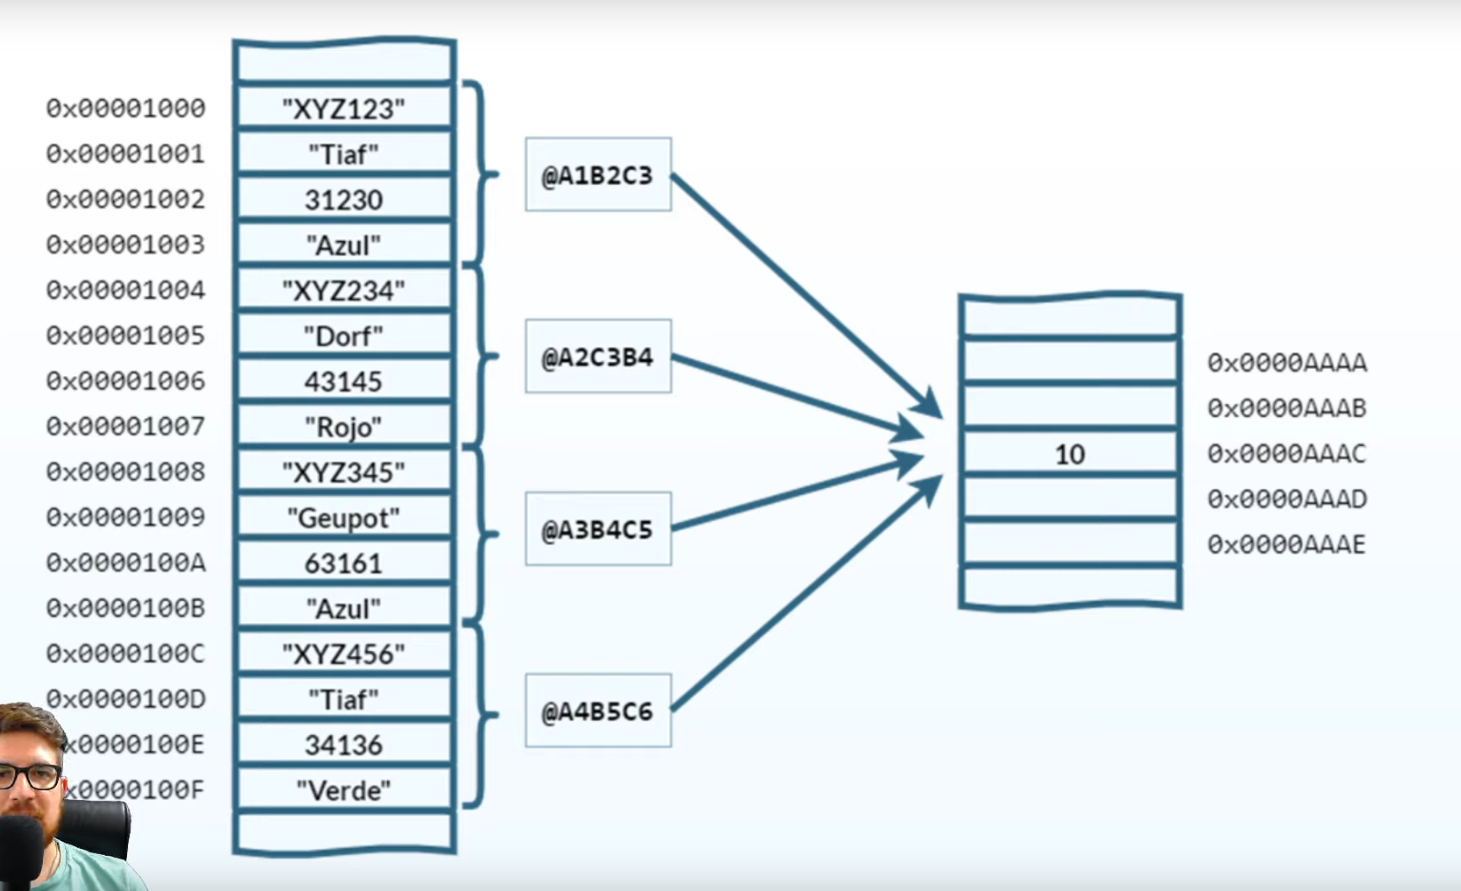 0x00001000 "XYZ123"
0x00001001 "Tiaf"
0x00001002 31230
0x00001003 "Azul"
0x00001004 "XYZ234"
0x00001005 "Dorf"
0x00001006 43145
0x00001007 "Rojo"
0x00001008 "XYZ345"
0x00001009 "Geupot"
0x0000100A 63161
0x0000100B "Azul"
0x0000100C "XYZ456"
0x0000100D "Tiaf"
x0000100E 34136
x0000100F "Verde"
@A1B2C3
@A2C3B4
@A3B4C5
@A4B5C6
0x0000AAAA
0x0000AAAB
10 0x0000AAAC
0x0000AAAD
0x0000AAAE